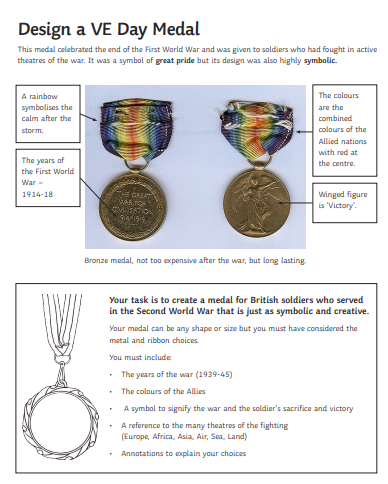 Design a VE Day Medal
This medal celebrated the end of the First World War and was given to soldiers who had fought in active
theatres of the war. It was a symbol of great pride but its design was also highly symbolic.
A rainbow
symbolises the
calm after the
storm.
The years of
the First World
War –
1914-18
THE GREAT
WAR FOR
CIVILISATION
The colours
are the
combined
colours of the
Allied nations
with red at
the centre.
Winged figure
is 'Victory'.
Bronze medal, not too expensive after the war, but long lasting.
Your task is to create a medal for British soldiers who served
in the Second World War that is just as symbolic and creative.
Your medal can be any shape or size but you must have considered the
metal and ribbon choices.
You must include:
• The years of the war (1939-45)
• The colours of the Allies
• A symbol to signify the war and the soldier's sacrifice and victory
• A reference to the many theatres of the fighting
(Europe, Africa, Asia, Air, Sea, Land)
• Annotations to explain your choices